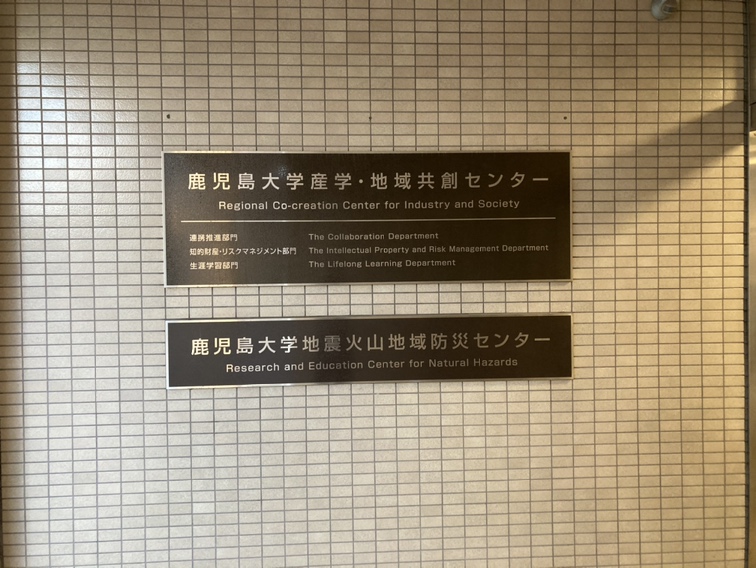 鹿児島大学産学・地域共創センター
Regional Co-creation Center for Industry and Society
連携推進部門 The Collaboration Department
知的財産・リスクマネジメント部門 The Intellectual Property and Risk Management Department
生涯学習部門 The Lifelong Learning Department
鹿児島大学地震火山地域防災センター
Research and Education Center for Natural Hazards